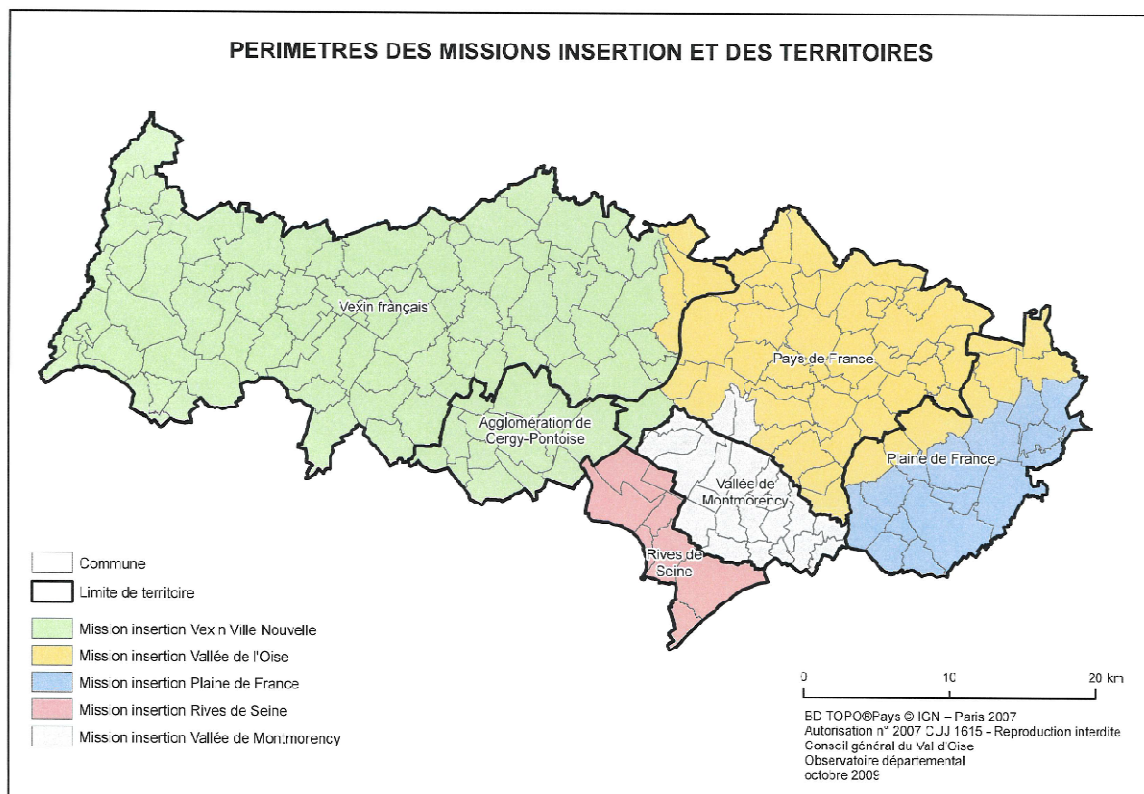 PERIMETRES DES MISSIONS INSERTION ET DES TERRITOIRES
Vexin français
Pays de France
Agglomération de
Cergy-Pontoise
Plaine de France
Vallée de
Montmorency
Rives de
Seine
Commune
Limite de territoire
Mission insertion Vexin Ville Nouvelle
Mission insertion Vallée de l'Oise
Mission insertion Plaine de France
Mission insertion Rives de Seine
Mission insertion Vallée de Montmorency
0 10 20 km
BD TOPO®Pays © IGN – Paris 2007
Autorisation n° 2007 CUJ 1615 - Reproduction interdite
Conseil général du Val d'Oise
Observatoire départemental
octobre 2009